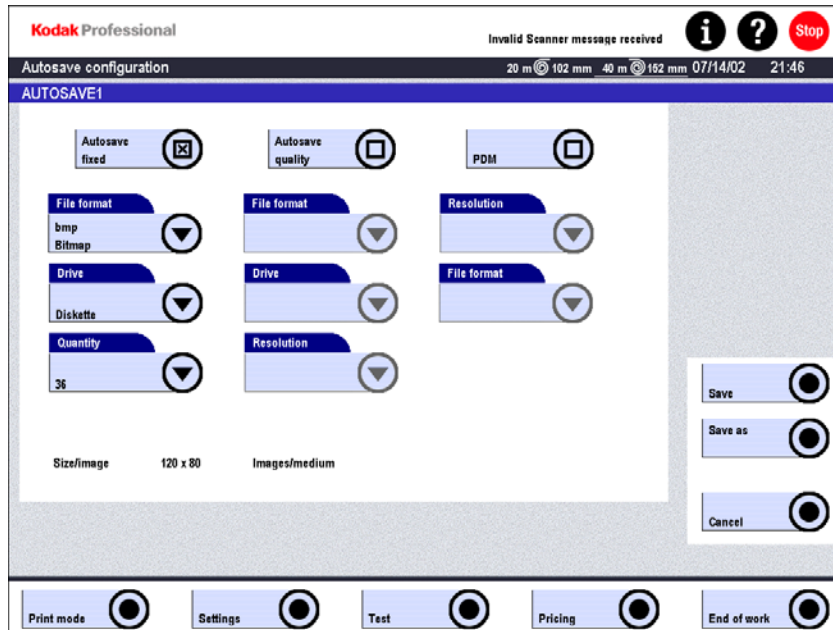 Kodak Professional
Invalid Scanner message received
i ? Stop
Autosave configuration 20 m 102 mm 40 m 152 mm 07/14/02 21:46
AUTOSAVE1
Autosave
fixed
Autosave
quality
PDM
File format File format Resolution
bmp
Bitmap
Drive Drive File format
Diskette
Quantity Resolution
36
Size/image 120 x 80 Images/medium
Save
Save as
Cancel
Print mode Settings Test Pricing End of work